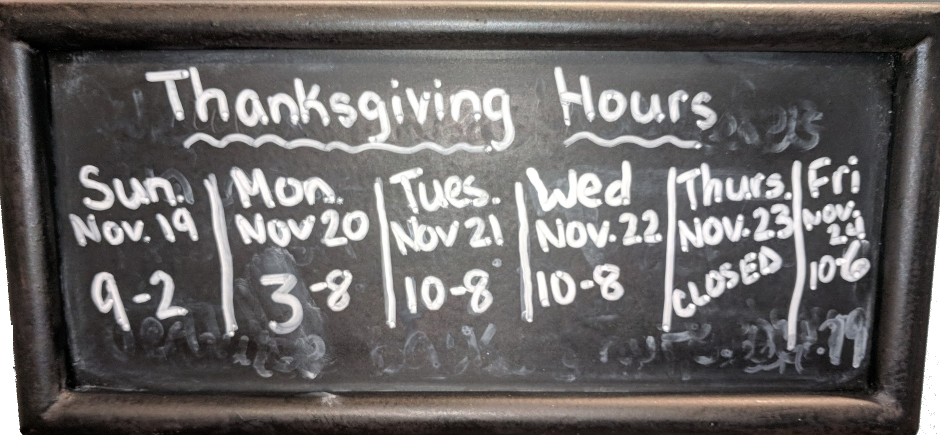 Thanksgiving Hours
Sun. Mon. Tues. Wed Thurs. Fri
Nov. 19 Nov 20 Nov 21 Nov. 22 Nov. 23 Nov. 24
9-2 3-8 10-8 10-8 CLOSED 10-6